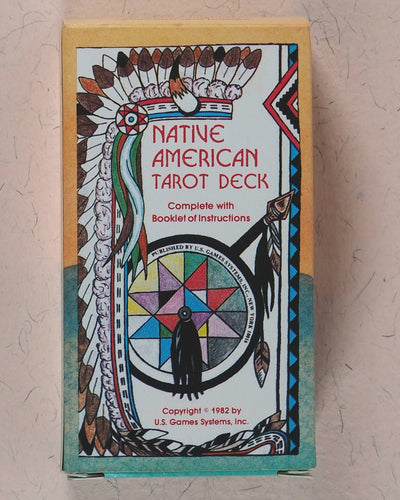 NATIVE
AMERICAN
TAROT DECK
Complete with
Booklet of Instructions
PUBLISHED BY U.S. GAMES SYSTEMS, INC., NEW YORK 10016
Copyright © 1982 by
U.S. Games Systems, Inc.